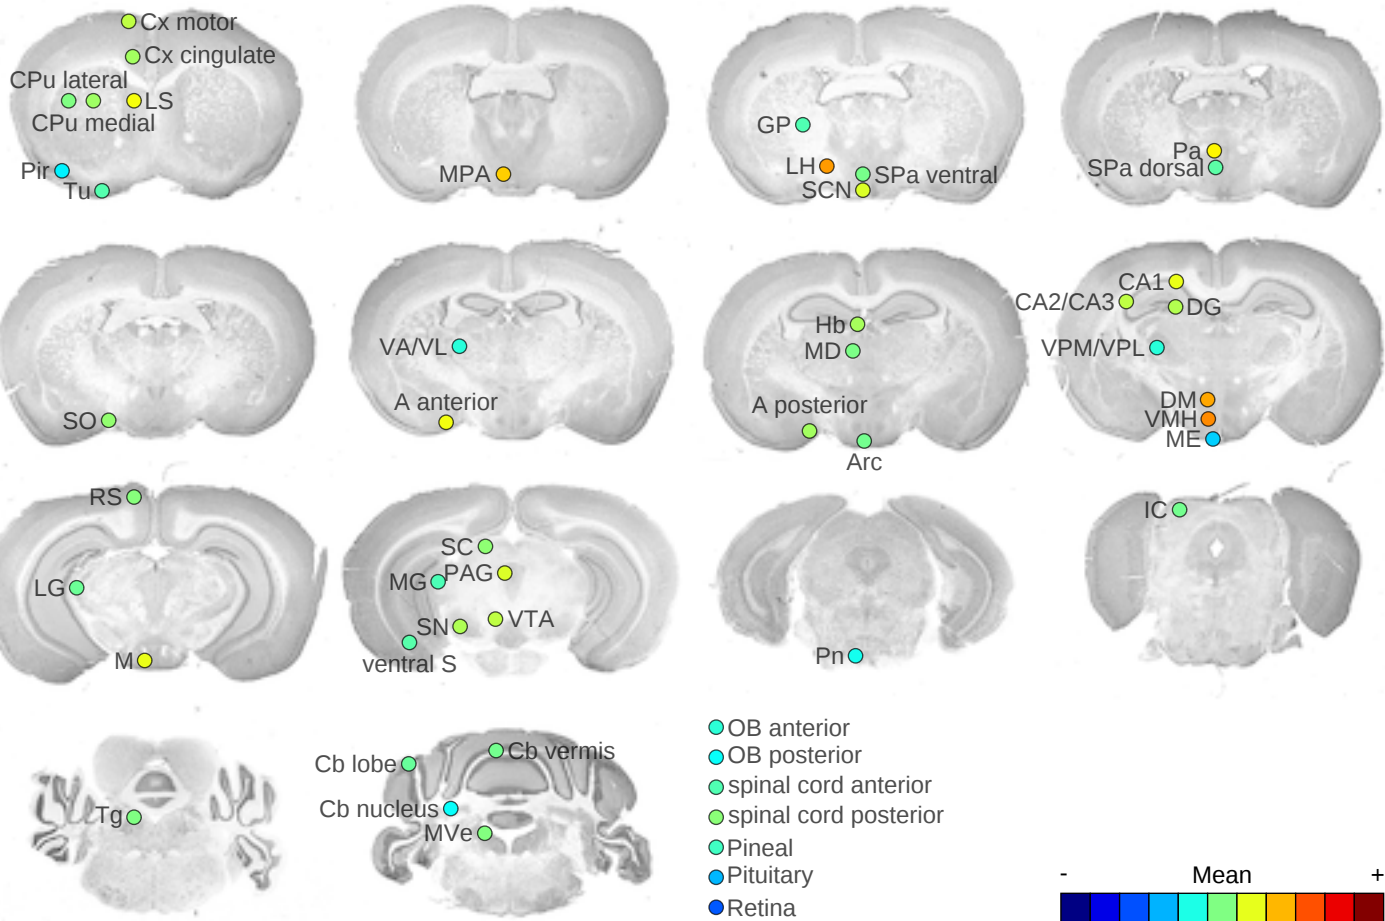 Cx motor
Cx cingulate
CPu lateral
LS
CPu medial
Pir
Tu
MPA
GP
LH
SPa ventral
SCN
Pa
SPa dorsal
SO
VA/VL
A anterior
Hb
MD
A posterior
Arc
CA1
CA2/CA3
DG
VPM/VPL
DM
VMH
ME
RS
LG
M
SC
MG
PAG
SN
VTA
ventral S
Pn
IC
Tg
Cb lobe
Cb vermis
Cb nucleus
MVe
OB anterior
OB posterior
spinal cord anterior
spinal cord posterior
Pineal
Pituitary
Retina
- Mean +